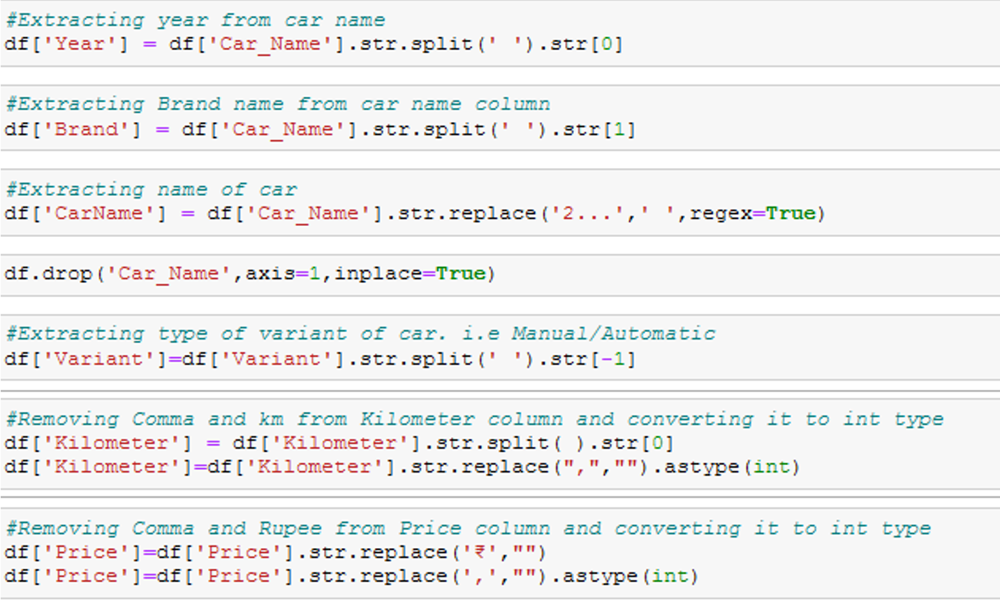 #Extracting year from car name
df['Year'] = df['Car_Name'].str.split(' ').str[0]
#Extracting Brand name from car name column
df['Brand'] = df['Car_Name'].str.split(' ').str[1]
#Extracting name of car
df['CarName'] = df['Car_Name'].str.replace('2...',' ',regex=True)
df.drop('Car_Name',axis=1,inplace=True)
#Extracting type of variant of car. i.e Manual/Automatic
df['Variant']=df['Variant'].str.split(' ').str[-1]
#Removing Comma and km from Kilometer column and converting it to int type
df['Kilometer'] = df['Kilometer'].str.split( ).str[0]
df['Kilometer']=df['Kilometer'].str.replace(",","").astype(int)
#Removing Comma and Rupee from Price column and converting it to int type
df['Price']=df['Price'].str.replace('₹',"")
df['Price']=df['Price'].str.replace(',',"").astype(int)